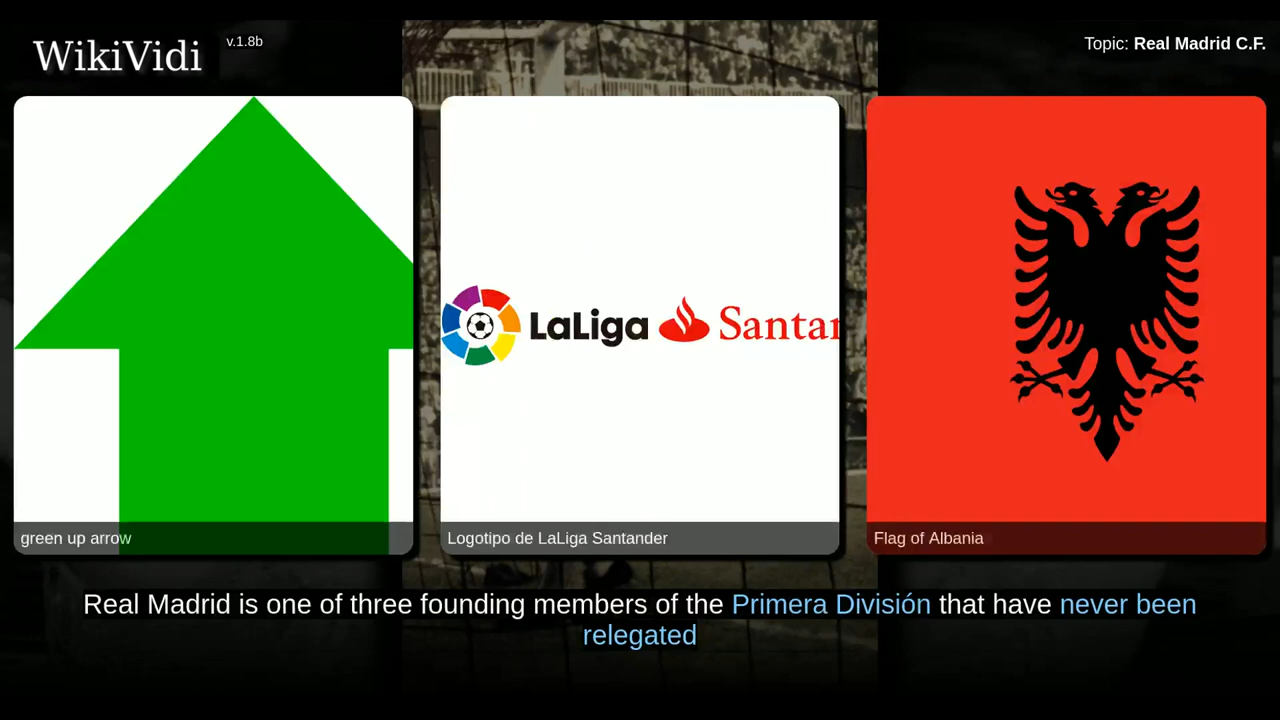 WikiVidi
v.1.8b
Topic: Real Madrid C.F.
LaLiga Santan
green up arrow
Logotipo de LaLiga Santander
Flag of Albania
Real Madrid is one of three founding members of the Primera División that have never been
relegated